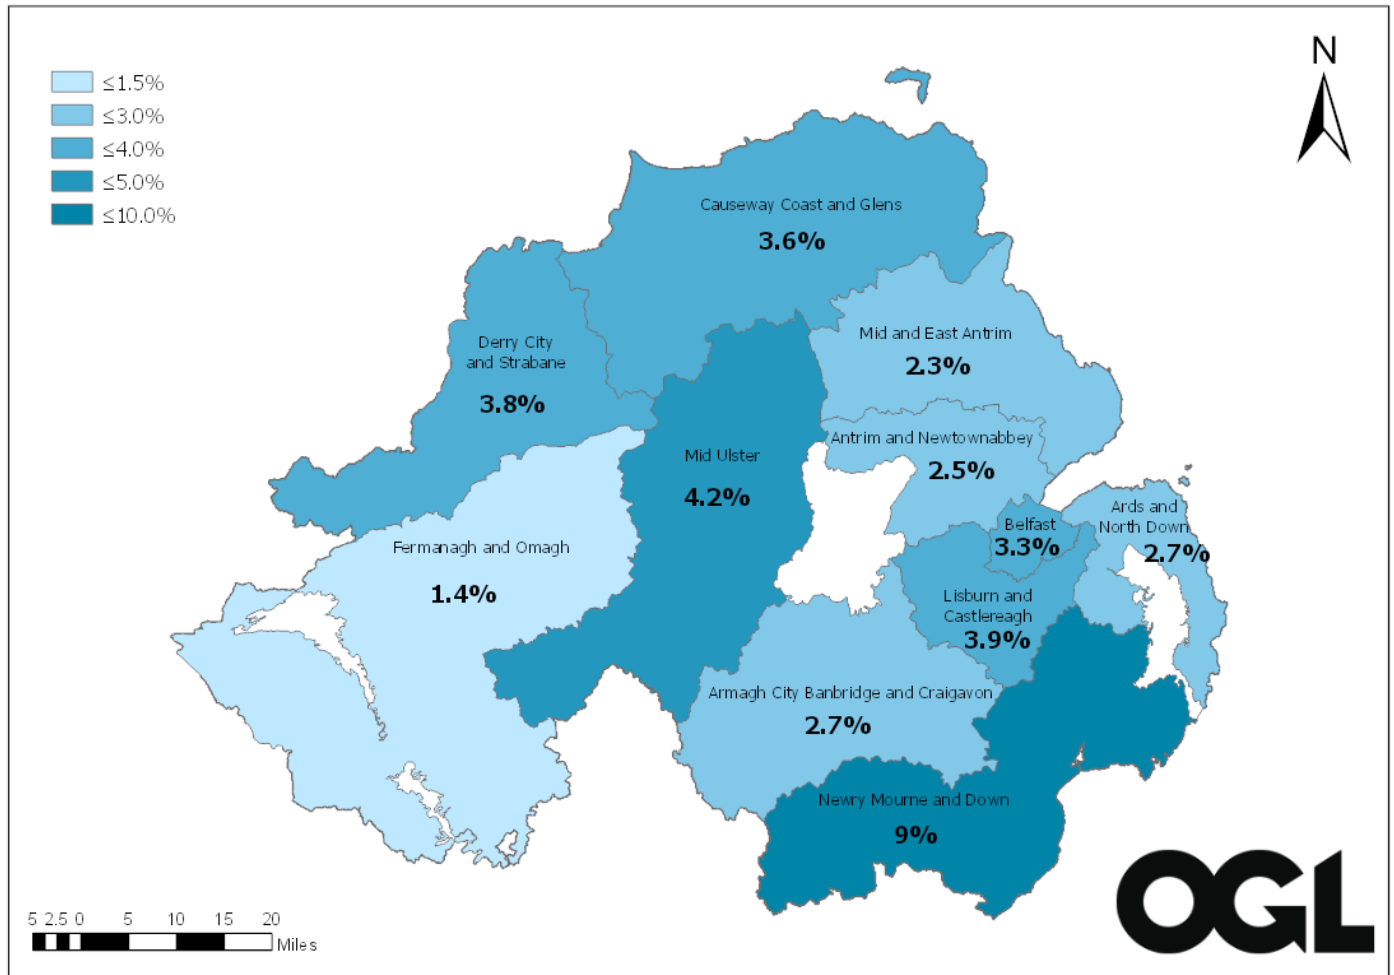 N
≤1.5%
≤3.0%
≤4.0%
≤5.0%
≤10.0%
Causeway Coast and Glens
3.6%
Mid and East Antrim
2.3%
Derry City
and Strabane
3.8%
Antrim and Newtownabbey
2.5%
Mid Ulster
4.2%
Ards and
North Down
2.7%
Belfast
3.3%
Fermanagh and Omagh
1.4%
Lisburn and
Castlereagh
3.9%
Armagh City Banbridge and Craigavon
2.7%
Newry Mourne and Down
9%
5 2.5 0 5 10 15 20
Miles
OGL